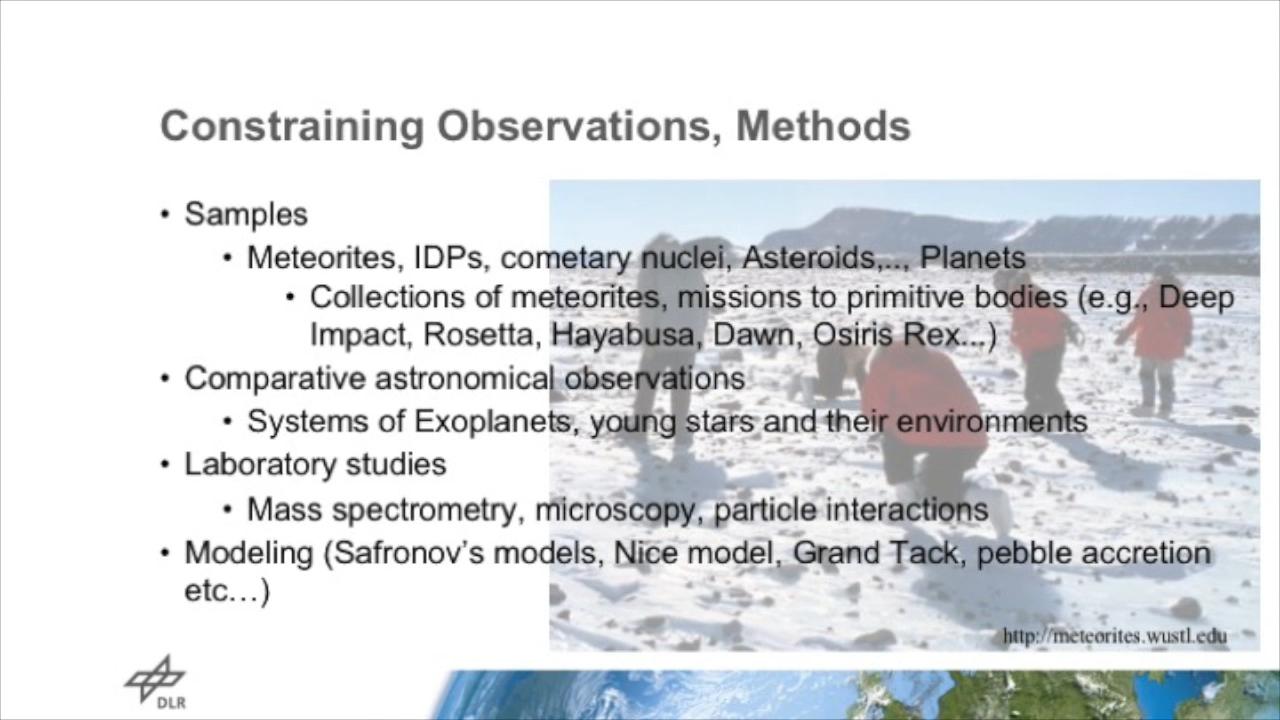 Constraining Observations, Methods
• Samples
• Meteorites, IDPs, cometary nuclei, Asteroids,.., Planets
• Collections of meteorites, missions to primitive bodies (e.g., Deep
Impact, Rosetta, Hayabusa, Dawn, Osiris Rex...)
• Comparative astronomical observations
• Systems of Exoplanets, young stars and their environments
• Laboratory studies
• Mass spectrometry, microscopy, particle interactions
• Modeling (Safronov’s models, Nice model, Grand Tack, pebble accretion
etc…)
http://meteorites.wustl.edu
DLR